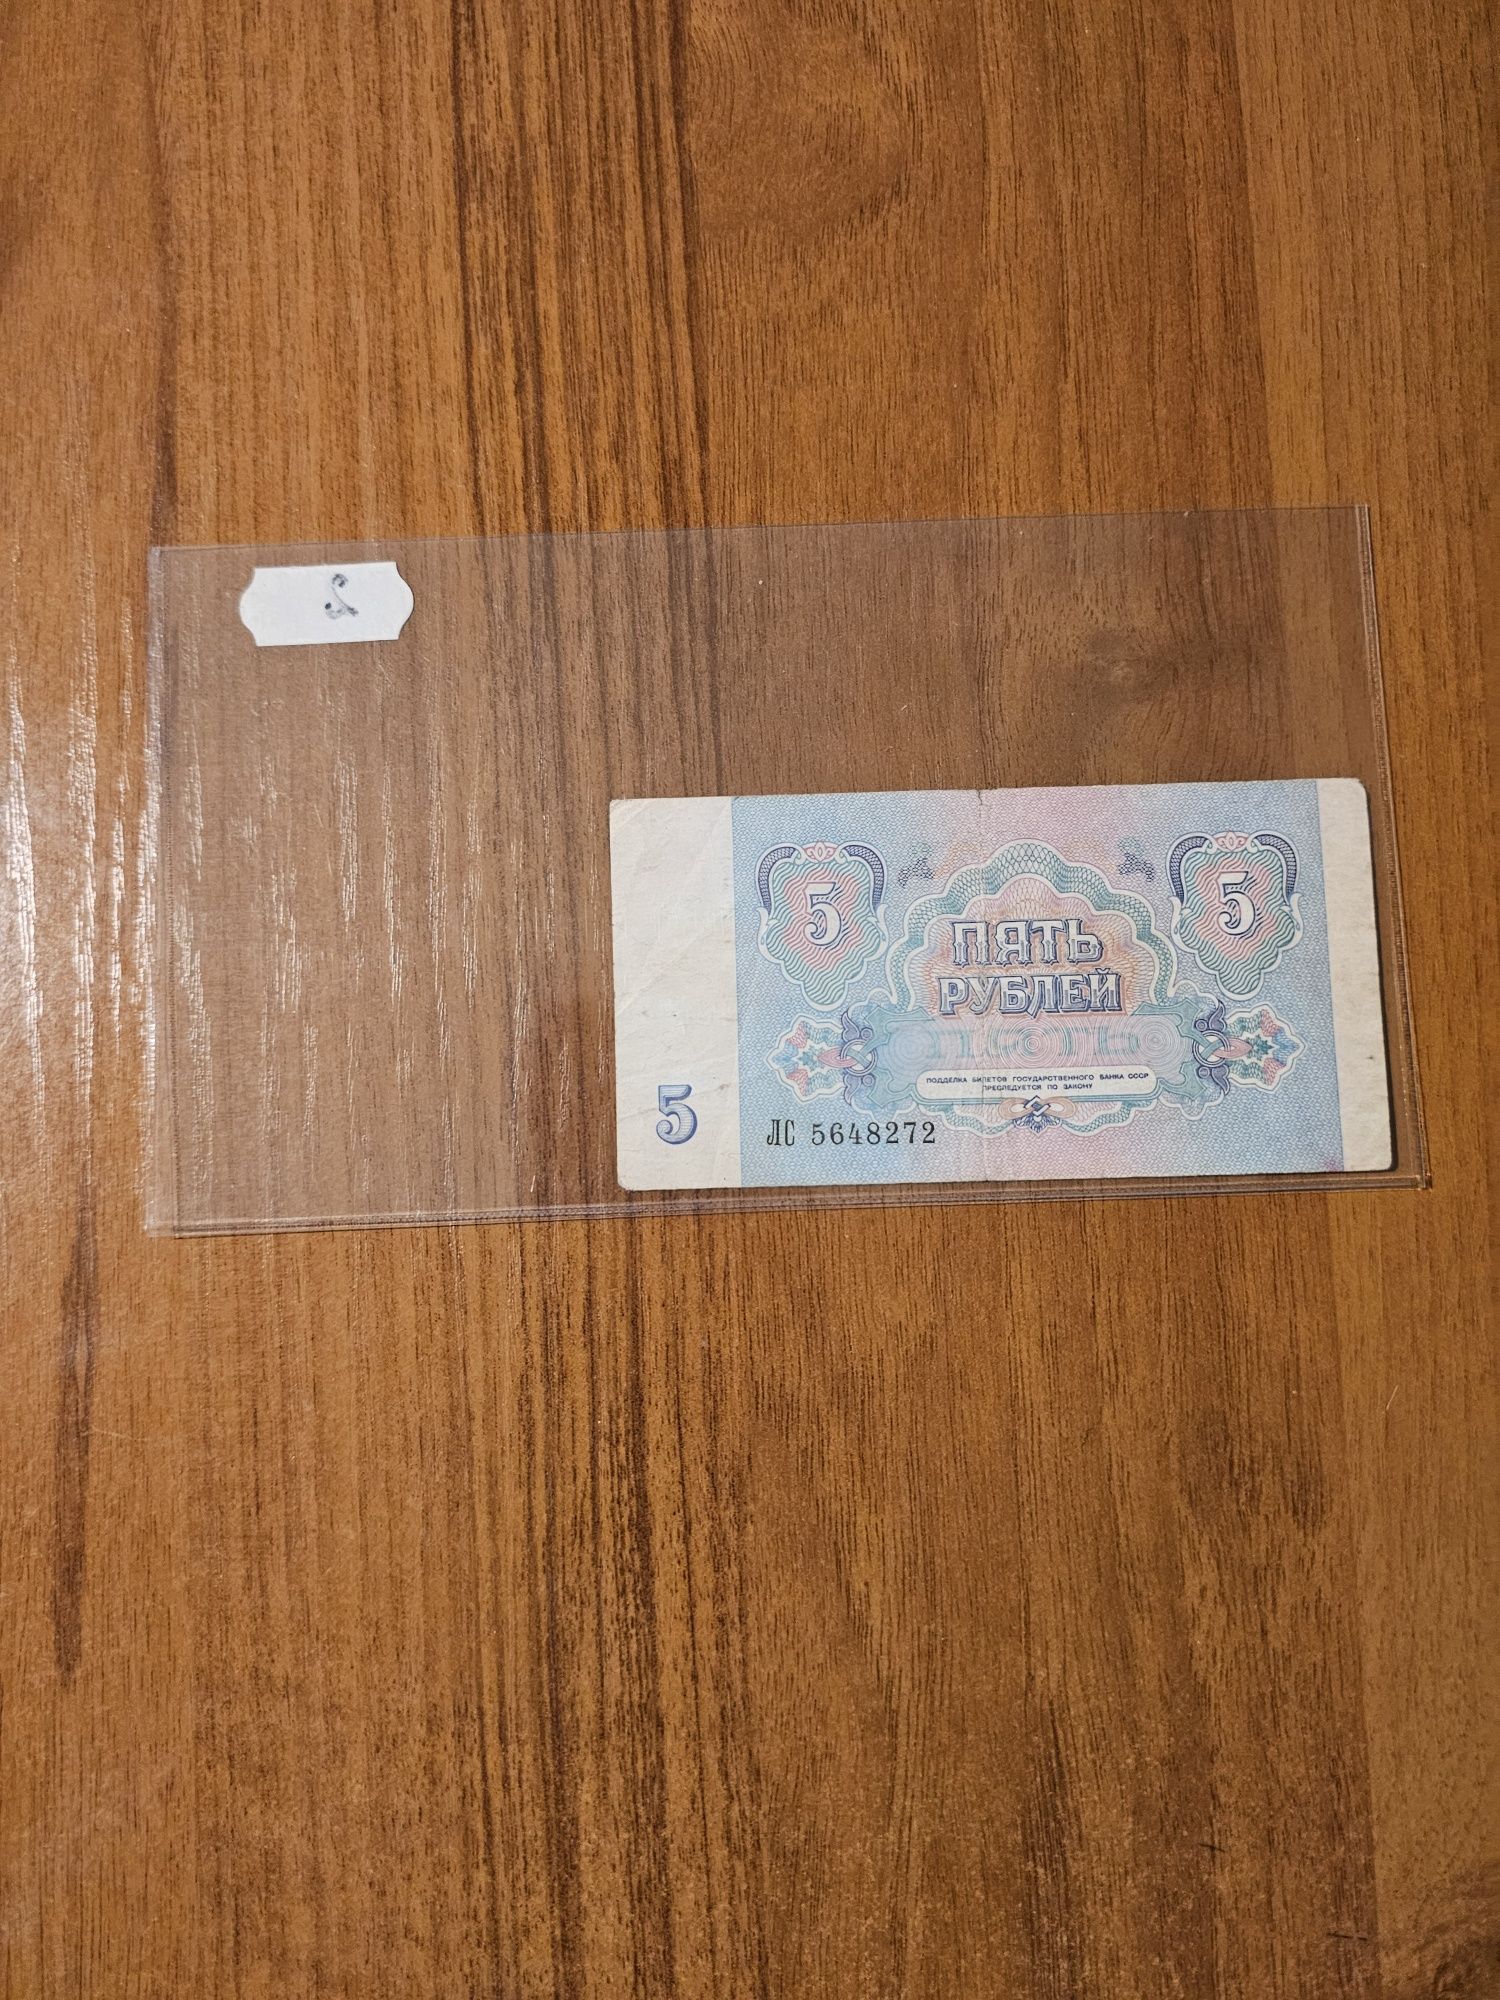 5 5
ПЯТЬ
РУБЛЕЙ
ПОДДЕЛКА БИЛЕТОВ ГОСУДАРСТВЕННОГО БАНКА СССР
ПРЕСЛЕДУЕТСЯ ПО ЗАКОНУ
5
ЛС 5648272